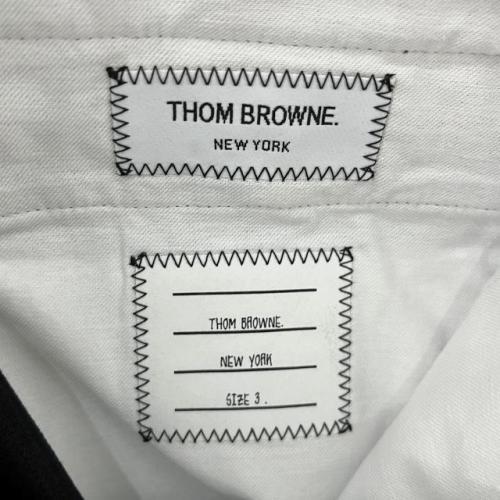 THOM BROWNE.
NEW YORK
THOM BROWNE.
NEW YORK
SIZE 3 .